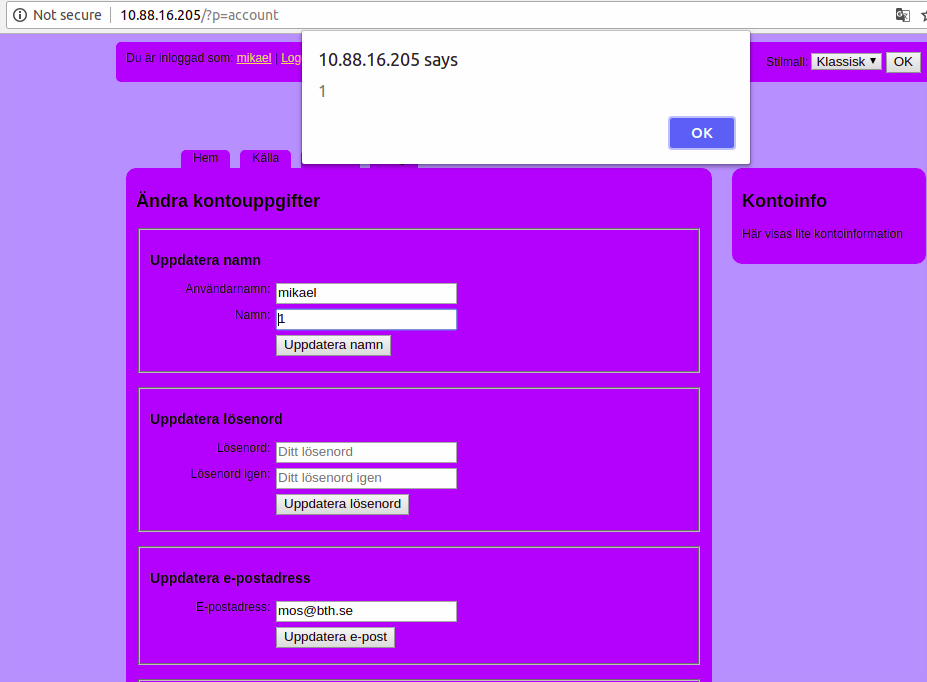 Not secure | 10.88.16.205/?p=account
10.88.16.205 says
1
OK
Du är inloggad som: mikael | Log
Stilmall: Klassisk ▼ OK
Hem Källa
Ändra kontouppgifter
Uppdatera namn
Användarnamn: mikael
Namn: 1
Uppdatera namn
Uppdatera lösenord
Lösenord: Ditt lösenord
Lösenord igen: Ditt lösenord igen
Uppdatera lösenord
Uppdatera e-postadress
E-postadress: mos@bth.se
Uppdatera e-post
Kontoinfo
Här visas lite kontoinformation